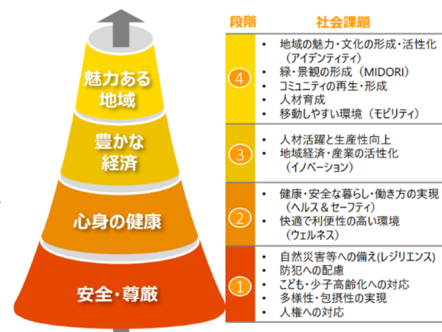 魅力ある
地域
豊かな
経済
心身の健康
安全・尊厳
段階
社会課題
4
• 地域の魅力・文化の形成・活性化
（アイデンティティ）
• 緑・景観の形成（MIDORI）
• コミュニティの再生・形成
• 人材育成
• 移動しやすい環境（モビリティ）
3
• 人材活躍と生産性向上
• 地域経済・産業の活性化
（イノベーション）
2
• 健康・安全な暮らし・働き方の実現
（ヘルス＆セーフティ）
• 快適で利便性の高い環境
（ウェルネス）
1
• 自然災害等への備え(レジリエンス)
• 防犯への配慮
• こども・少子高齢化への対応
• 多様性・包摂性の実現
• 人権への対応